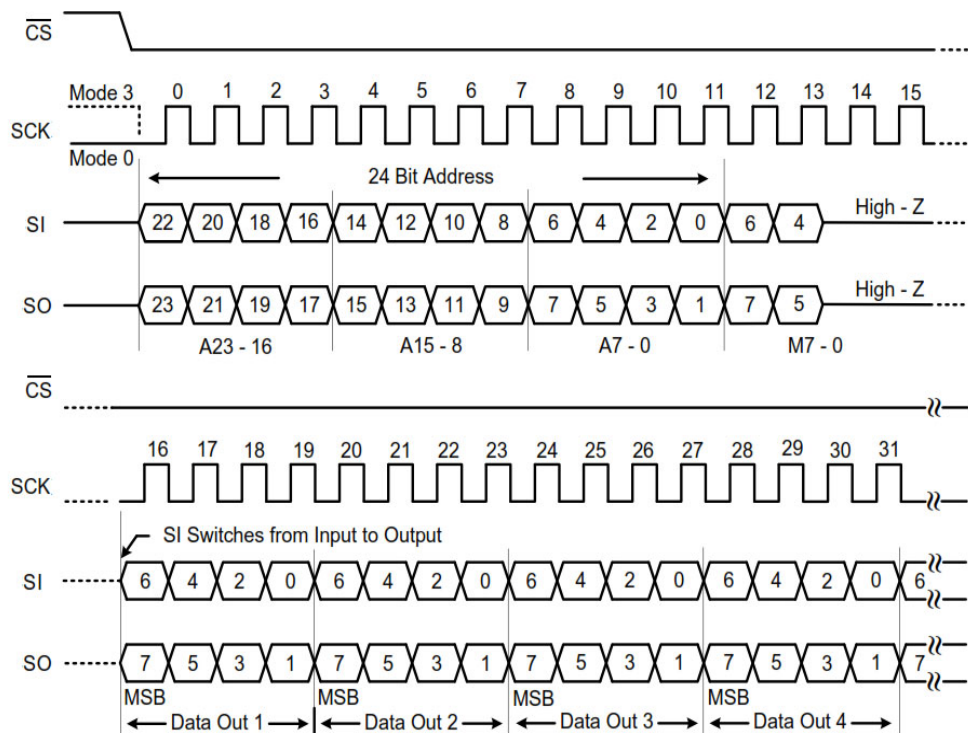 CS
Mode 3
0 1 2 3 4 5 6 7 8 9 10 11 12 13 14 15
SCK
Mode 0
24 Bit Address
SI
22 20 18 16 14 12 10 8 6 4 2 0 6 4
High - Z
SO
23 21 19 17 15 13 11 9 7 5 3 1 7 5
High - Z
A23 - 16 A15 - 8 A7 - 0 M7 - 0
CS
16 17 18 19 20 21 22 23 24 25 26 27 28 29 30 31
SCK
SI Switches from Input to Output
SI
6 4 2 0 6 4 2 0 6 4 2 0 6 4 2 0 6
SO
7 5 3 1 7 5 3 1 7 5 3 1 7 5 3 1 7
MSB MSB MSB MSB
Data Out 1 Data Out 2 Data Out 3 Data Out 4